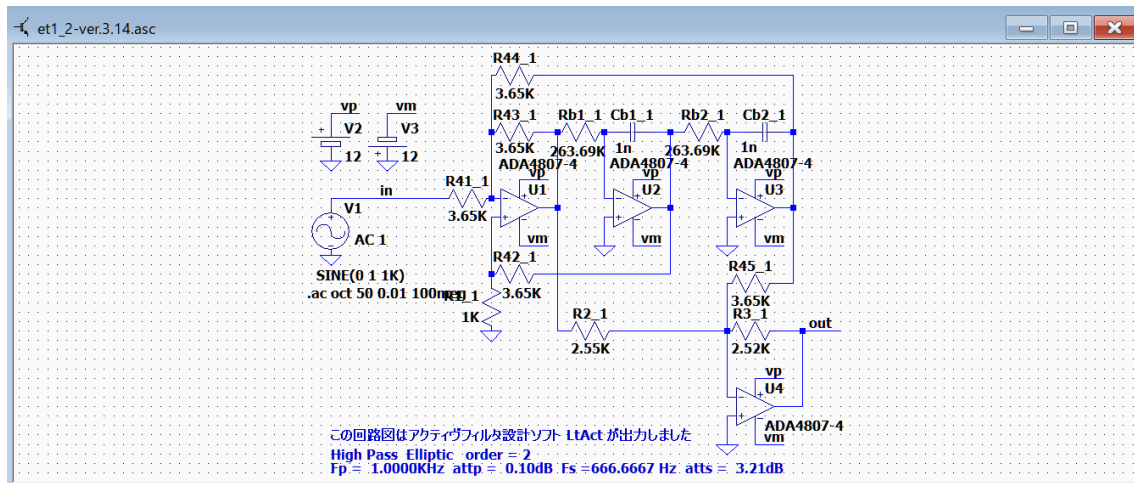 et1_2-ver.3.14.asc
R44_1
3.65K
vp
vm
V2
V3
12
12
R43_1
3.65K
Rb1_1
263.69K
Cb1_1
1n
Rb2_1
263.69K
Cb2_1
1n
ADA4807-4
ADA4807-4
ADA4807-4
vp
vp
vp
U1
U2
U3
vm
vm
vm
in
R41_1
3.65K
V1
AC 1
SINE(0 1 1K)
.ac oct 50 0.01 100meg
R42_1
3.65K
R1_1
1K
R45_1
3.65K
R2_1
2.55K
R3_1
2.52K
out
vp
U4
ADA4807-4
vm
この回路図はアクティヴフィルタ設計ソフト LtAct が出力しました
High Pass Elliptic order = 2
Fp = 1.0000KHz attp = 0.10dB Fs =666.6667 Hz atts = 3.21dB